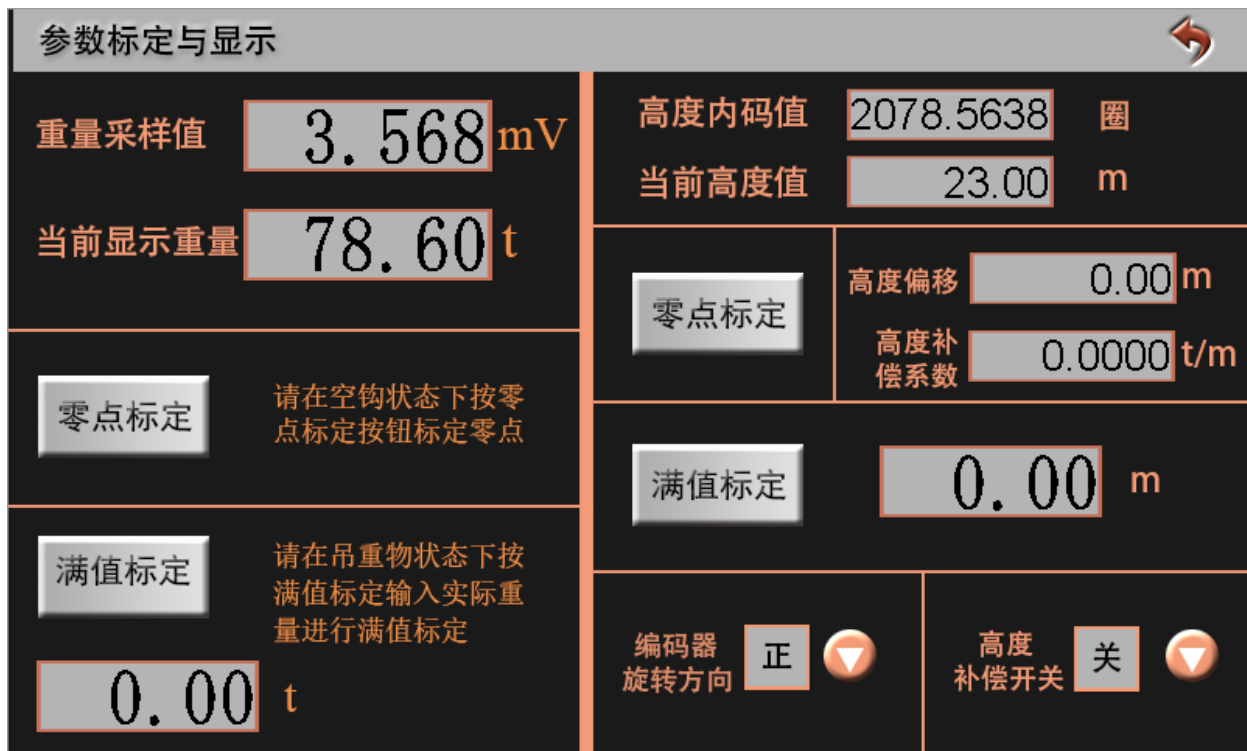 参数标定与显示
重量采样值 3.568 mV
当前显示重量 78.60 t
零点标定
请在空钩状态下按零
点标定按钮标定零点
满值标定
请在吊重物状态下按
满值标定输入实际重
量进行满值标定
0.00 t
高度内码值 2078.5638 圈
当前高度值 23.00 m
零点标定
高度偏移 0.00 m
高度补
偿系数 0.0000 t/m
满值标定 0.00 m
编码器
旋转方向 正
高度
补偿开关 关